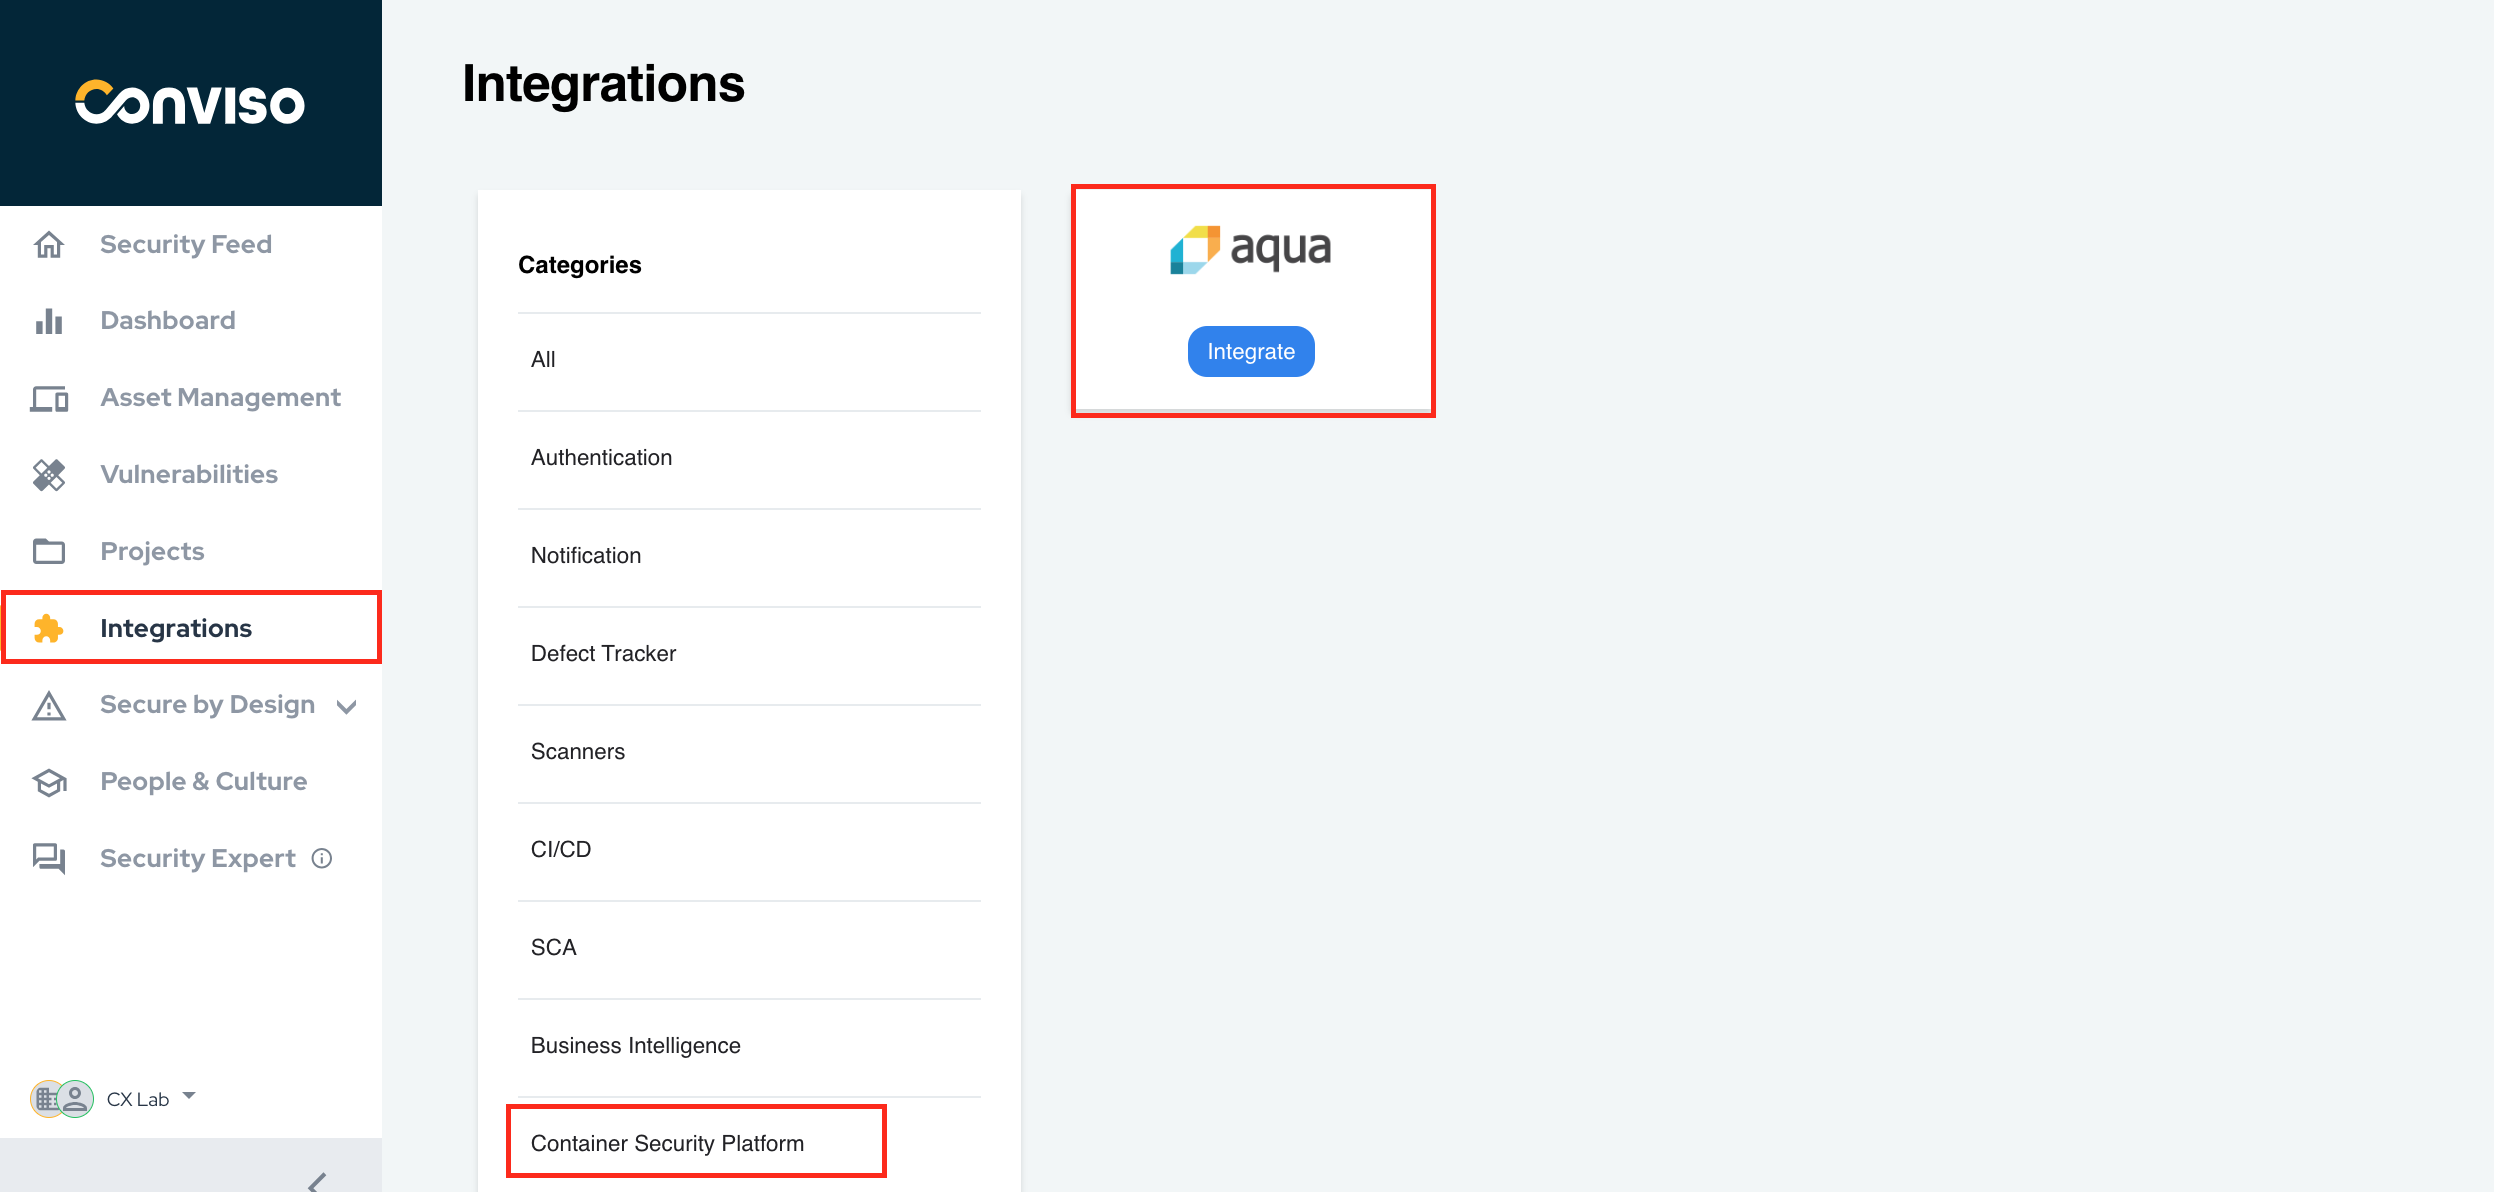 Conviso
Security Feed
Dashboard
Asset Management
Vulnerabilities
Projects
Integrations
Secure by Design
People & Culture
Security Expert
CX Lab
Integrations
Categories
All
Authentication
Notification
Defect Tracker
Scanners
CI/CD
SCA
Business Intelligence
Container Security Platform
aqua
Integrate